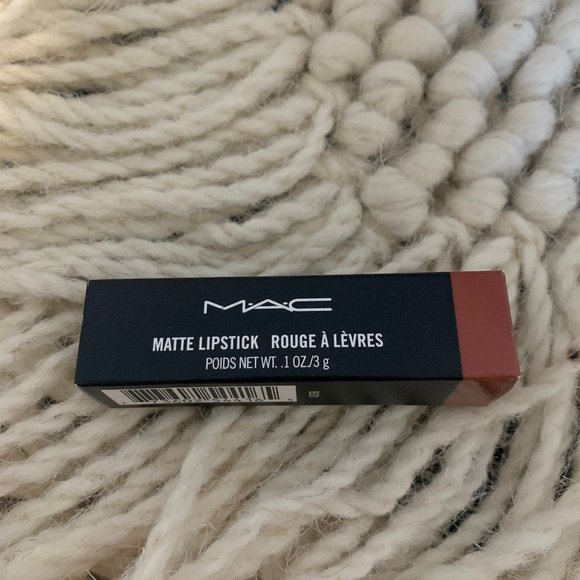 M·A·C
MATTE LIPSTICK ROUGE À LÈVRES
POIDS NET WT. .1 OZ./3 g